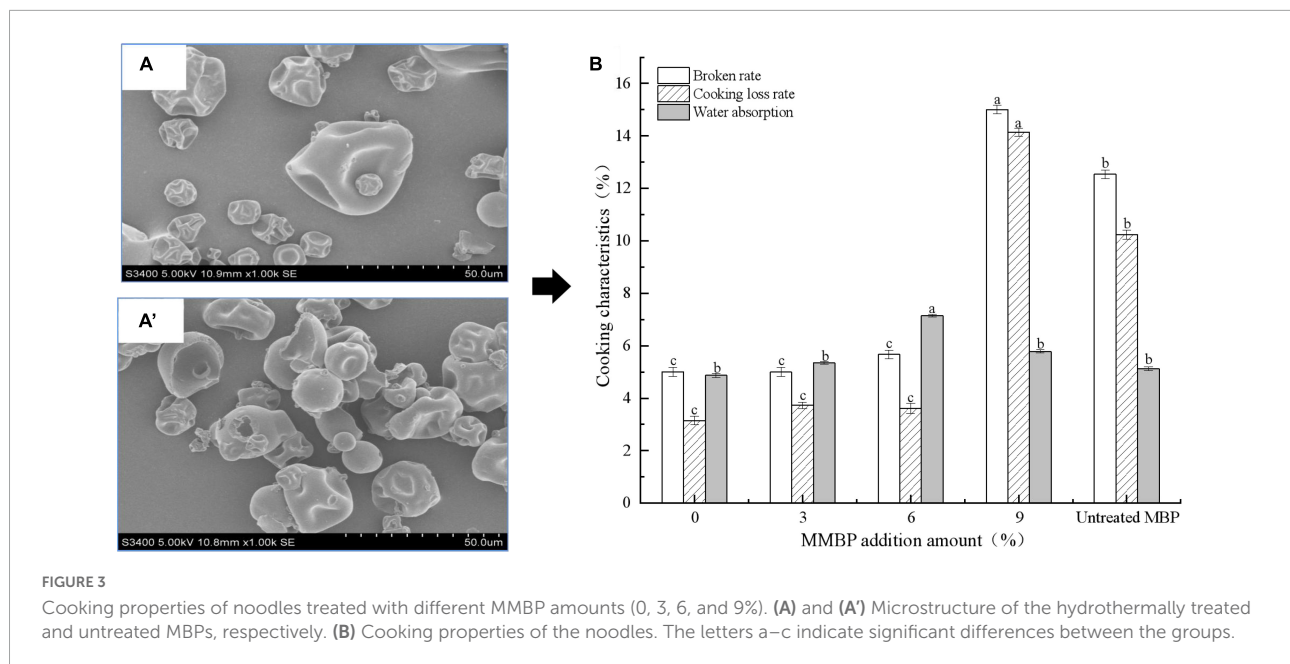 A
S3400 5.00kV 10.9mm x1.00k SE
50.0um
A'
S3400 5.00kV 10.8mm x1.00k SE
50.0um
B
Broken rate
Cooking loss rate
Water absorption
Cooking characteristics（%）
16
14
12
10
8
6
4
2
0
c c b
c c b
c c a
a a b
b b b
0 3 6 9 Untreated MBP
MMBP addition amount（%）
FIGURE 3
Cooking properties of noodles treated with different MMBP amounts (0, 3, 6, and 9%). (A) and (A’) Microstructure of the hydrothermally treated
and untreated MBPs, respectively. (B) Cooking properties of the noodles. The letters a–c indicate significant differences between the groups.